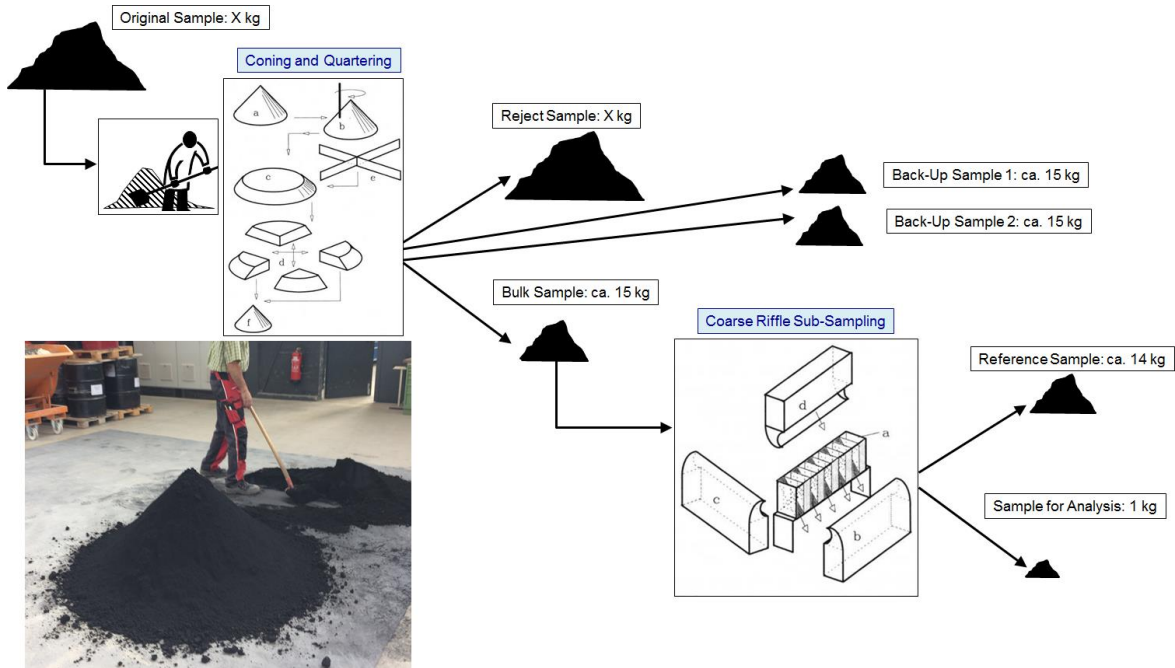 Original Sample: X kg
Coning and Quartering
a
b
c
e
d
f
Reject Sample: X kg
Back-Up Sample 1: ca. 15 kg
Back-Up Sample 2: ca. 15 kg
Bulk Sample: ca. 15 kg
Coarse Riffle Sub-Sampling
d
a
c
b
Reference Sample: ca. 14 kg
Sample for Analysis: 1 kg